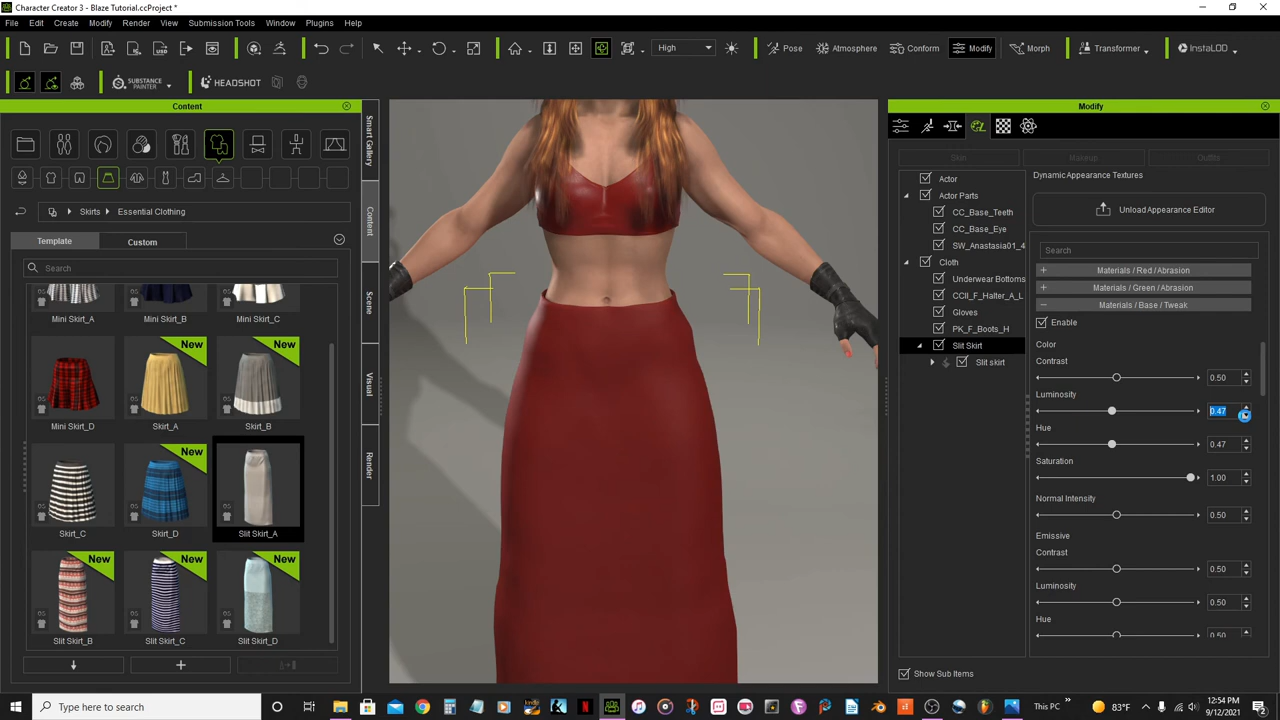 Character Creator 3 - Blaze Tutorial.ccProject *
File Edit Create Modify Render View Submission Tools Window Plugins Script Help
High Pose Atmosphere Conform Modify Morph Transformer InstaLOD
SUBSTANCE PAINTER HEADSHOT
Content
Skirts Essential Clothing
Template Custom
Search
Mini Skirt_A Mini Skirt_B Mini Skirt_C
New
Mini Skirt_D Skirt_A Skirt_B
New
Skirt_C Skirt_D Slit Skirt_A
New New New
Slit Skirt_B Slit Skirt_C Slit Skirt_D
Smart Gallery
Content
Scene
Visual
Render
Modify
Skin Makeup Outfits
Actor
Actor Parts
CC_Base_Teeth
CC_Base_Eye
SW_Anastasia01_4
Cloth
Underwear Bottoms
CCII_F_Halter_A_L
Gloves
PK_F_Boots_H
Slit Skirt
Slit skirt
Show Sub Items
Dynamic Appearance Textures
Unload Appearance Editor
Search
Materials / Red / Abrasion
Materials / Green / Abrasion
Materials / Base / Tweak
Enable
Color
Contrast
0.50
Luminosity
0.47
Hue
0.47
Saturation
1.00
Normal Intensity
0.50
Emissive
Contrast
0.50
Luminosity
0.50
Hue
0.50
Type here to search
This PC
83°F
12:54 PM
9/12/2021